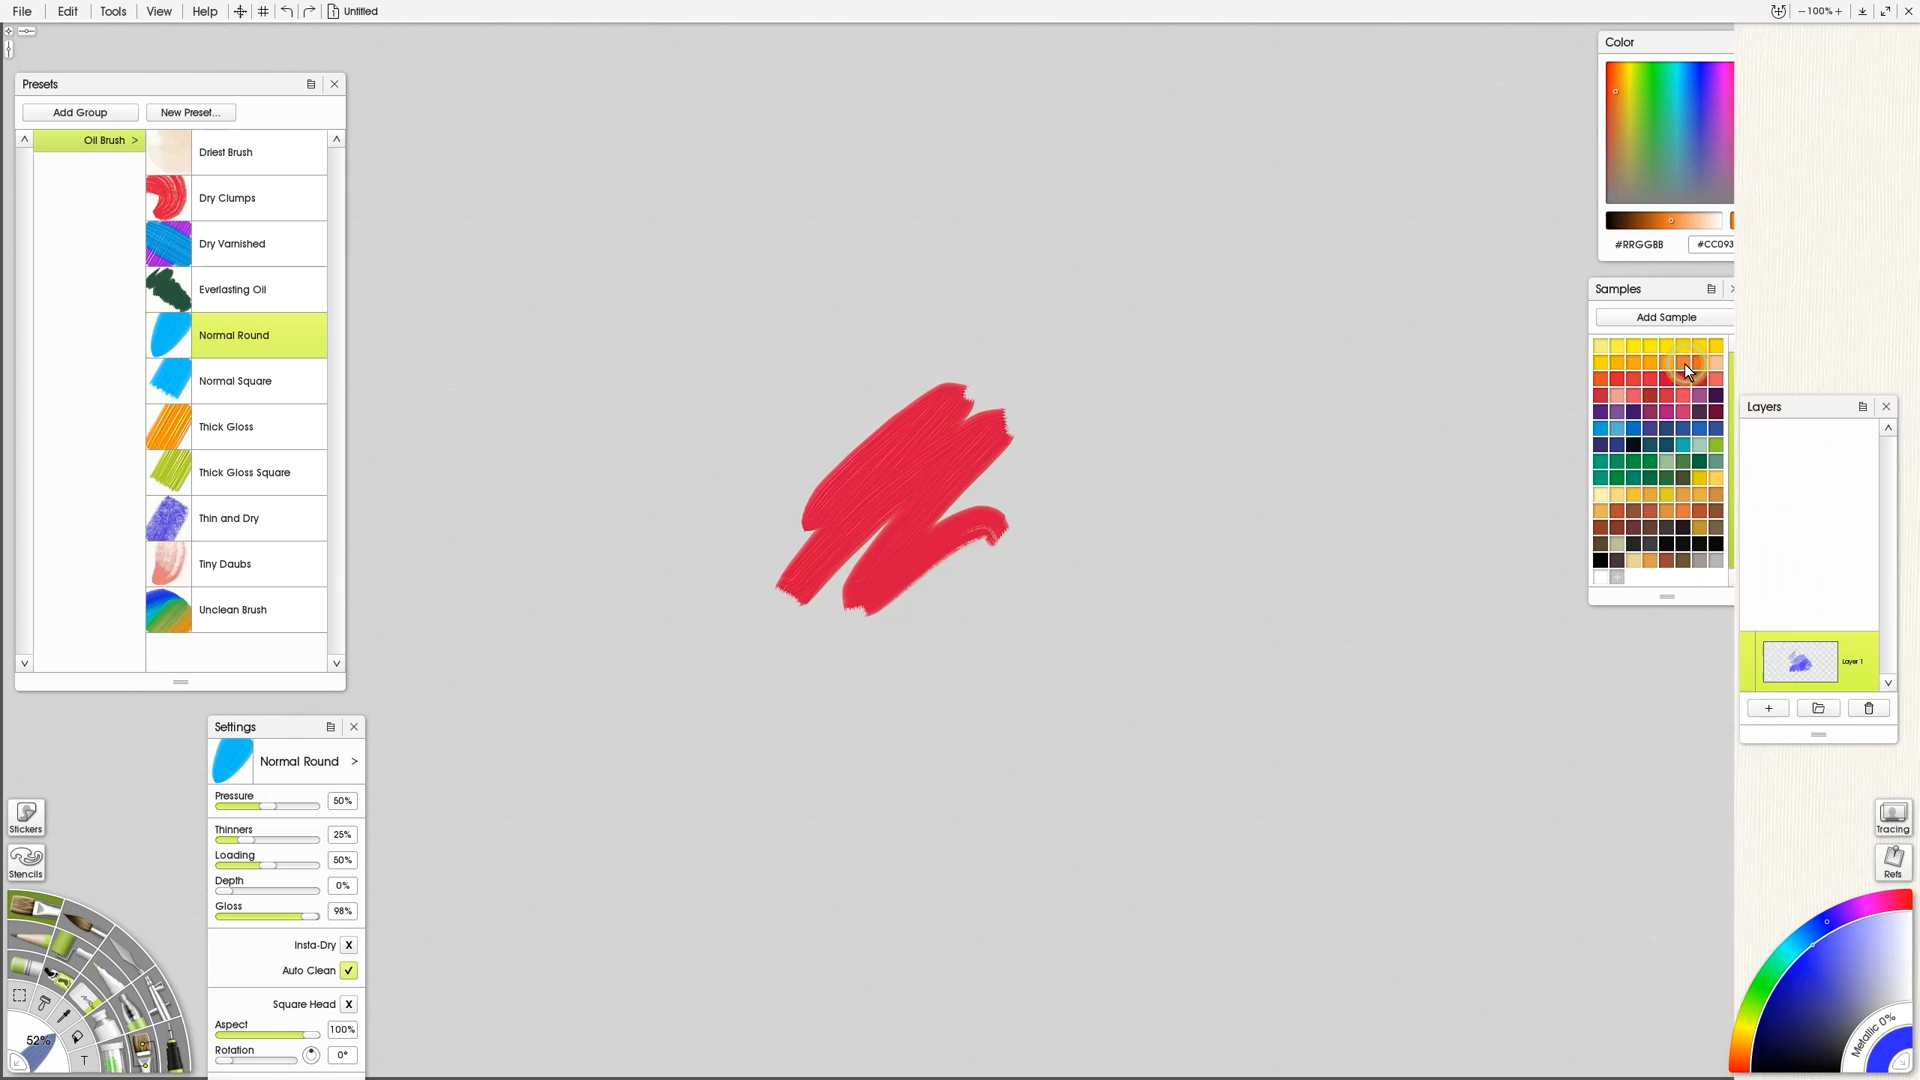 File Edit Tools View Help Untitled
− 100% +
Presets
Add Group New Preset...
Oil Brush >
Driest Brush
Dry Clumps
Dry Varnished
Everlasting Oil
Normal Round
Normal Square
Thick Gloss
Thick Gloss Square
Thin and Dry
Tiny Daubs
Unclean Brush
Settings
Normal Round >
Pressure 50%
Thinners 25%
Loading 50%
Depth 0%
Gloss 98%
Insta-Dry X
Auto Clean ✓
Square Head X
Aspect 100%
Rotation 0°
Stickers
Stencils
52%
T
Color
#RRGGBB #CC093
Samples
Add Sample
Layers
Layer 1
+
Tracing
Refs
Metallic 0%